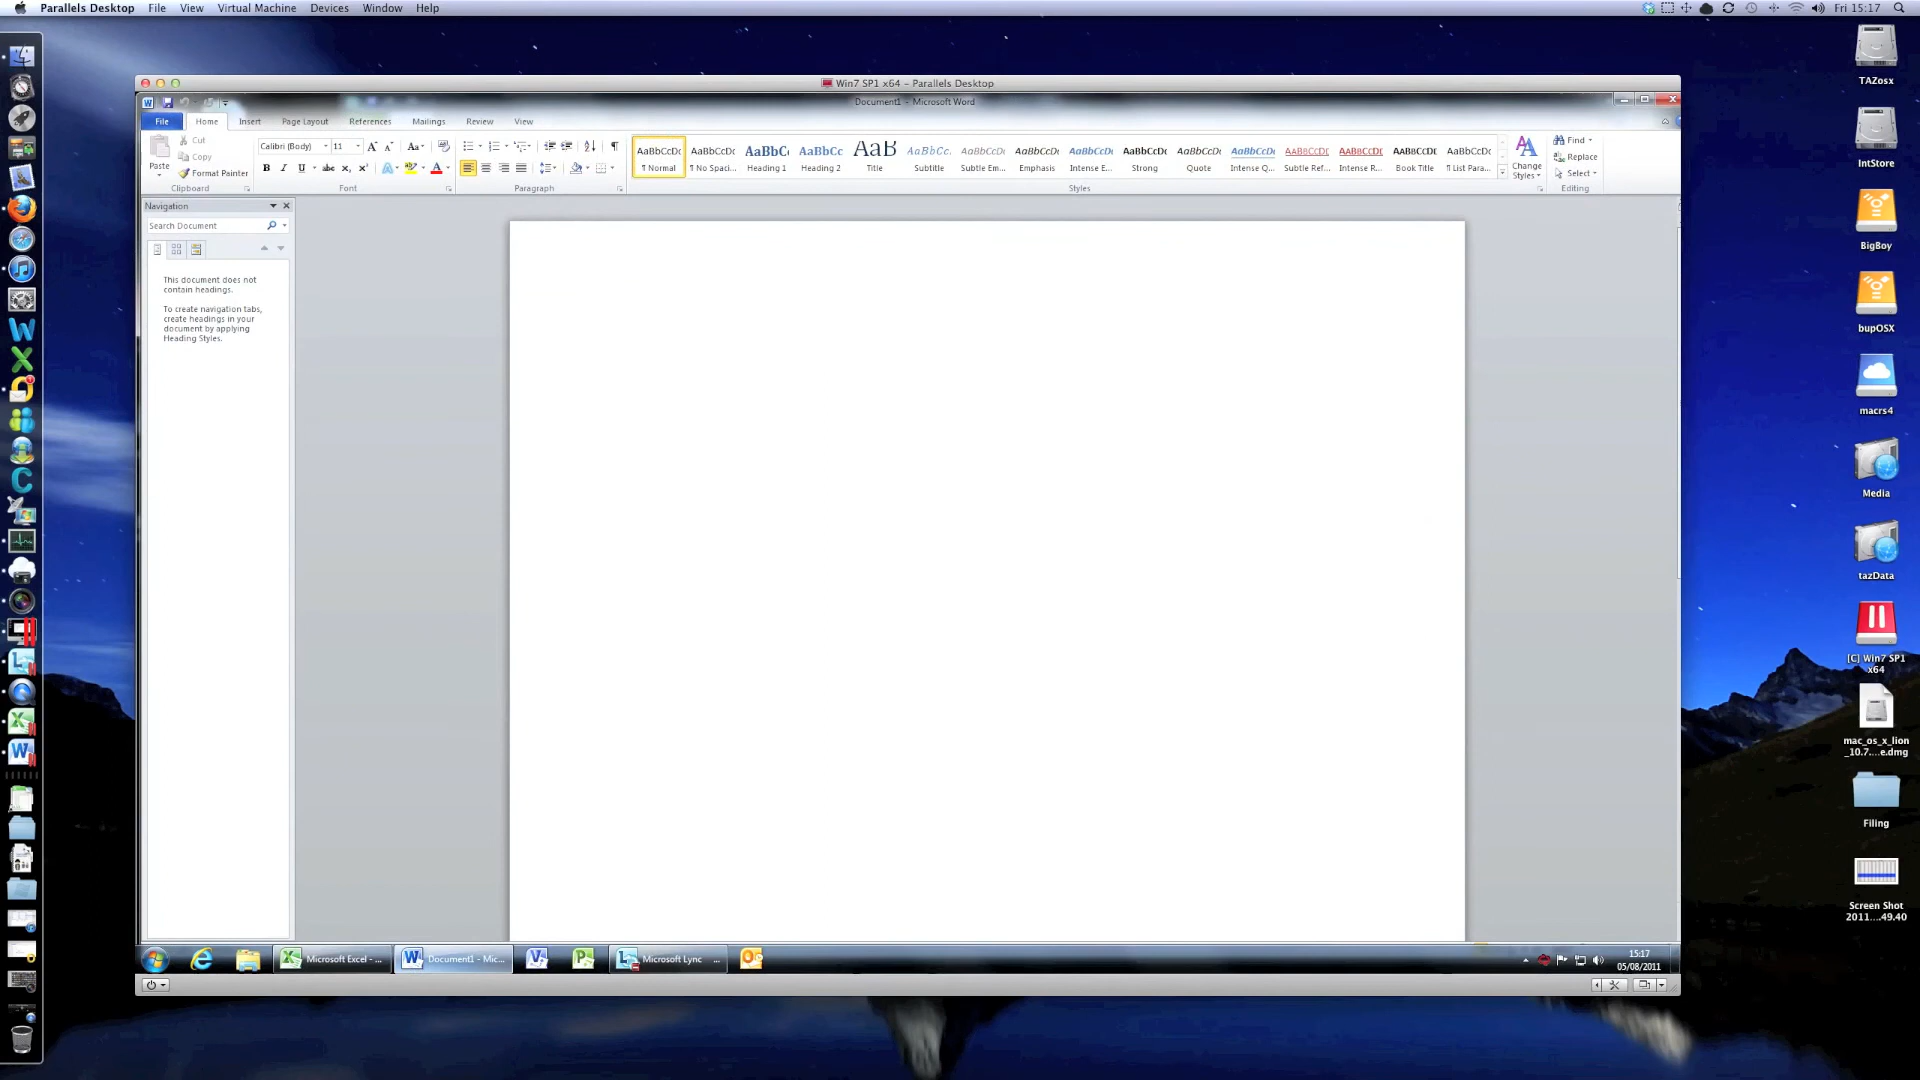 Parallels Desktop File View Virtual Machine Devices Window Help Fri 15:17
Win7 SP1 x64 – Parallels Desktop
Document1 - Microsoft Word
File Home Insert Page Layout References Mailings Review View
Paste
Cut
Copy
Format Painter
Clipboard
Calibri (Body) 11
Font
Paragraph
AaBbCcDc AaBbCcDc AaBbC AaBbCc AaB AaBbCc. AaBbCcDc AaBbCcDc AaBbCcDc AaBbCcDc AaBbCcDc AaBbCcDc AaBbCcDc AaBbCcDc AaBbCcDc AaBbCcDc
¶ Normal ¶ No Spaci... Heading 1 Heading 2 Title Subtitle Subtle Em... Emphasis Intense E... Strong Quote Intense Q... Subtle Ref... Intense R... Book Title ¶ List Para...
Change
Styles
Styles
Find
Replace
Select
Editing
Navigation
Search Document
This document does not
contain headings.
To create navigation tabs,
create headings in your
document by applying
Heading Styles.
Microsoft Excel - ...
Document1 - Mic...
Microsoft Lync ...
15:17
05/08/2011
TAZosx
IntStore
BigBoy
bupOSX
macrs4
Media
tazData
[C] Win7 SP1
x64
mac_os_x_lion
_10.7....e.dmg
Filing
Screen Shot
2011....49.40